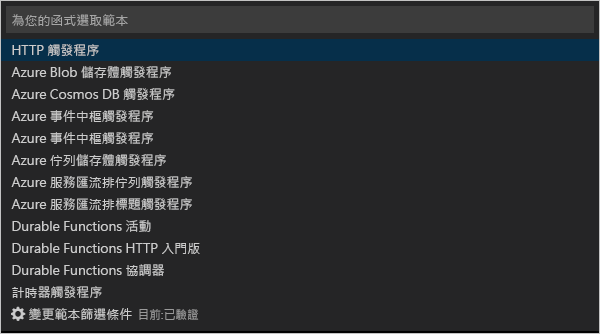 為您的函式選取範本
HTTP 觸發程序
Azure Blob 儲存體觸發程序
Azure Cosmos DB 觸發程序
Azure 事件中樞觸發程序
Azure 事件中樞觸發程序
Azure 佇列儲存體觸發程序
Azure 服務匯流排佇列觸發程序
Azure 服務匯流排標題觸發程序
Durable Functions 活動
Durable Functions HTTP 入門版
Durable Functions 協調器
計時器觸發程序
變更範本篩選條件 目前:已驗證